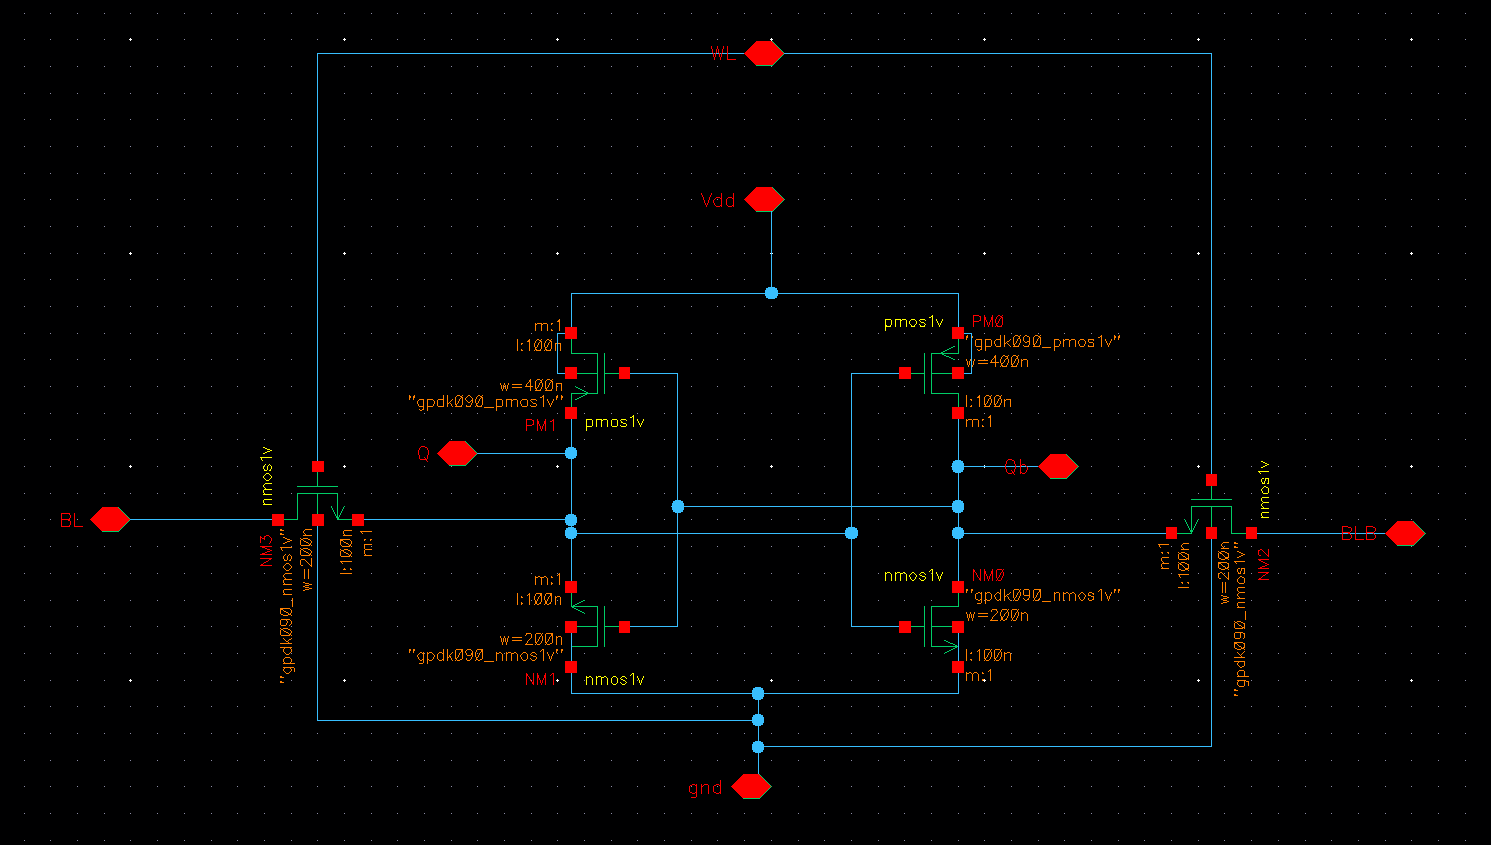 WL
Vdd
m:1
l:100n
w=400n
"gpdk090_pmos1v"
PM1
pmos1v
pmos1v
PM0
"gpdk090_pmos1v"
w=400n
l:100n
m:1
Q
Qb
BL
nmos1v
NM3
"gpdk090_nmos1v"
w=200n
l:100n
m:1
m:1
l:100n
w=200n
"gpdk090_nmos1v"
NM1
nmos1v
nmos1v
NM0
"gpdk090_nmos1v"
w=200n
l:100n
m:1
nmos1v
m:1
l:100n
w=200n
"gpdk090_nmos1v"
NM2
BLB
gnd